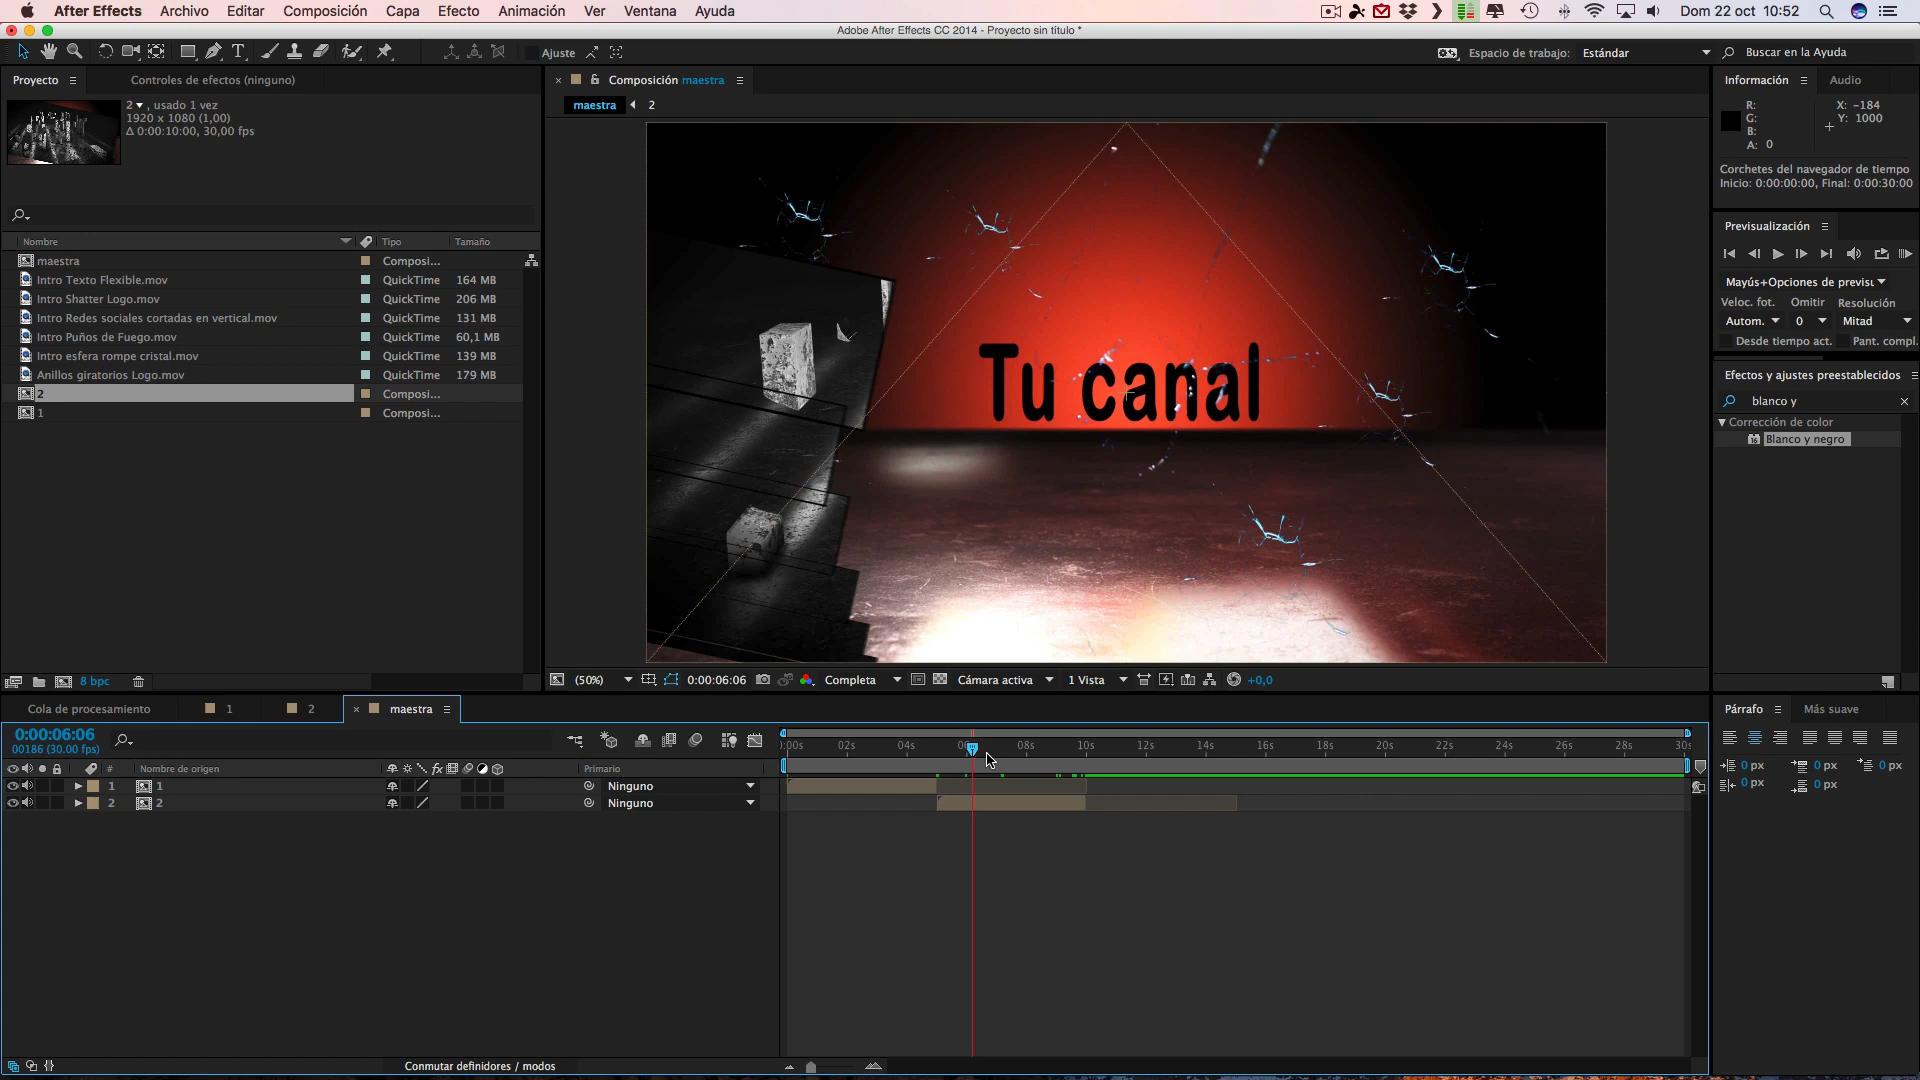 After Effects Archivo Editar Composición Capa Efecto Animación Ver Ventana Ayuda Dom 22 oct 10:52
Adobe After Effects CC 2014 - Proyecto sin título *
Ajuste Espacio de trabajo: Estándar Buscar en la Ayuda
Proyecto Controles de efectos (ninguno) Composición maestra Información Audio
maestra 2
2 , usado 1 vez
1920 x 1080 (1,00)
Δ 0:00:10:00, 30,00 fps
R: X: -184
G: Y: 1000
B:
A: 0
Corchetes del navegador de tiempo
Inicio: 0:00:00:00, Final: 0:00:30:00
Previsualización
Nombre Tipo Tamaño
maestra Composi...
Intro Texto Flexible.mov QuickTime 164 MB
Intro Shatter Logo.mov QuickTime 206 MB
Intro Redes sociales cortadas en vertical.mov QuickTime 131 MB
Intro Puños de Fuego.mov QuickTime 60,1 MB
Intro esfera rompe cristal.mov QuickTime 139 MB
Anillos giratorios Logo.mov QuickTime 179 MB
2 Composi...
1 Composi...
Tu canal
Mayús+Opciones de previsu
Veloc. fot. Omitir Resolución
Autom. 0 Mitad
Desde tiempo act. Pant. compl.
Efectos y ajustes preestablecidos
blanco y
Corrección de color
Blanco y negro
8 bpc
(50%) 0:00:06:06 Completa Cámara activa 1 Vista +0,0
Cola de procesamiento 1 2 maestra
Párrafo Más suave
0:00:06:06
00186 (30.00 fps)
:00s 02s 04s 06 08s 10s 12s 14s 16s 18s 20s 22s 24s 26s 28s 30s
# Nombre de origen fx Primario
1 1 Ninguno
2 2 Ninguno
0 px 0 px 0 px
0 px 0 px
Conmutar definidores / modos